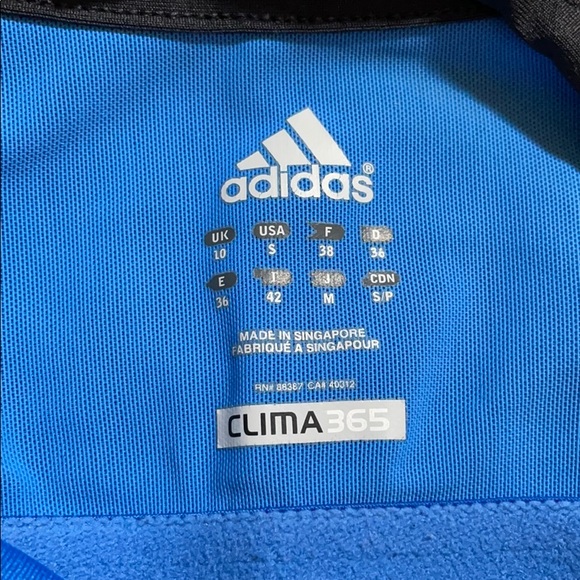 adidas®
UK USA F D
10 S 38 36
E I J CDN
36 42 M S/P
MADE IN SINGAPORE
FABRIQUÉ A SINGAPOUR
RN# 88387 CA# 40312
CLIMA365